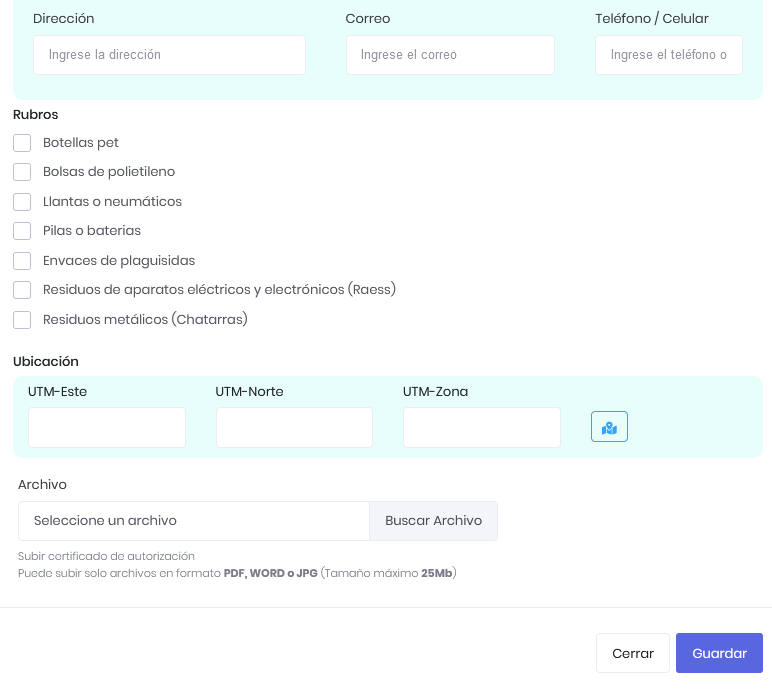 Dirección Correo Teléfono / Celular
Ingrese la dirección Ingrese el correo Ingrese el teléfono o
Rubros
Botellas pet
Bolsas de polietileno
Llantas o neumáticos
Pilas o baterias
Envaces de plaguisidas
Residuos de aparatos eléctricos y electrónicos (Raess)
Residuos metálicos (Chatarras)
Ubicación
UTM-Este UTM-Norte UTM-Zona
Archivo
Seleccione un archivo Buscar Archivo
Subir certificado de autorización
Puede subir solo archivos en formato PDF, WORD o JPG (Tamaño máximo 25Mb)
Cerrar Guardar